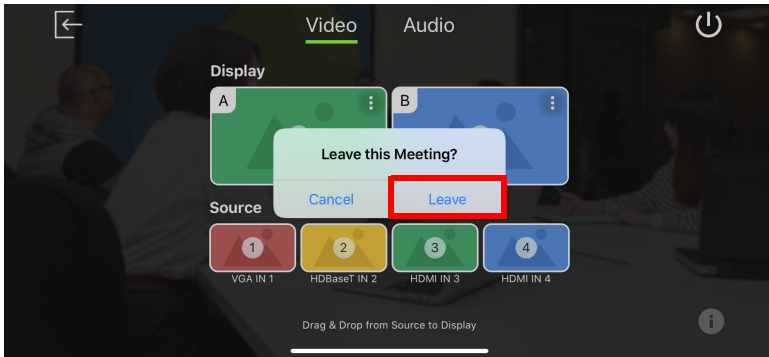 Video Audio
Display
A B
Leave this Meeting?
Cancel Leave
Source
1 2 3 4
VGA IN 1 HDBaseT IN 2 HDMI IN 3 HDMI IN 4
Drag & Drop from Source to Display